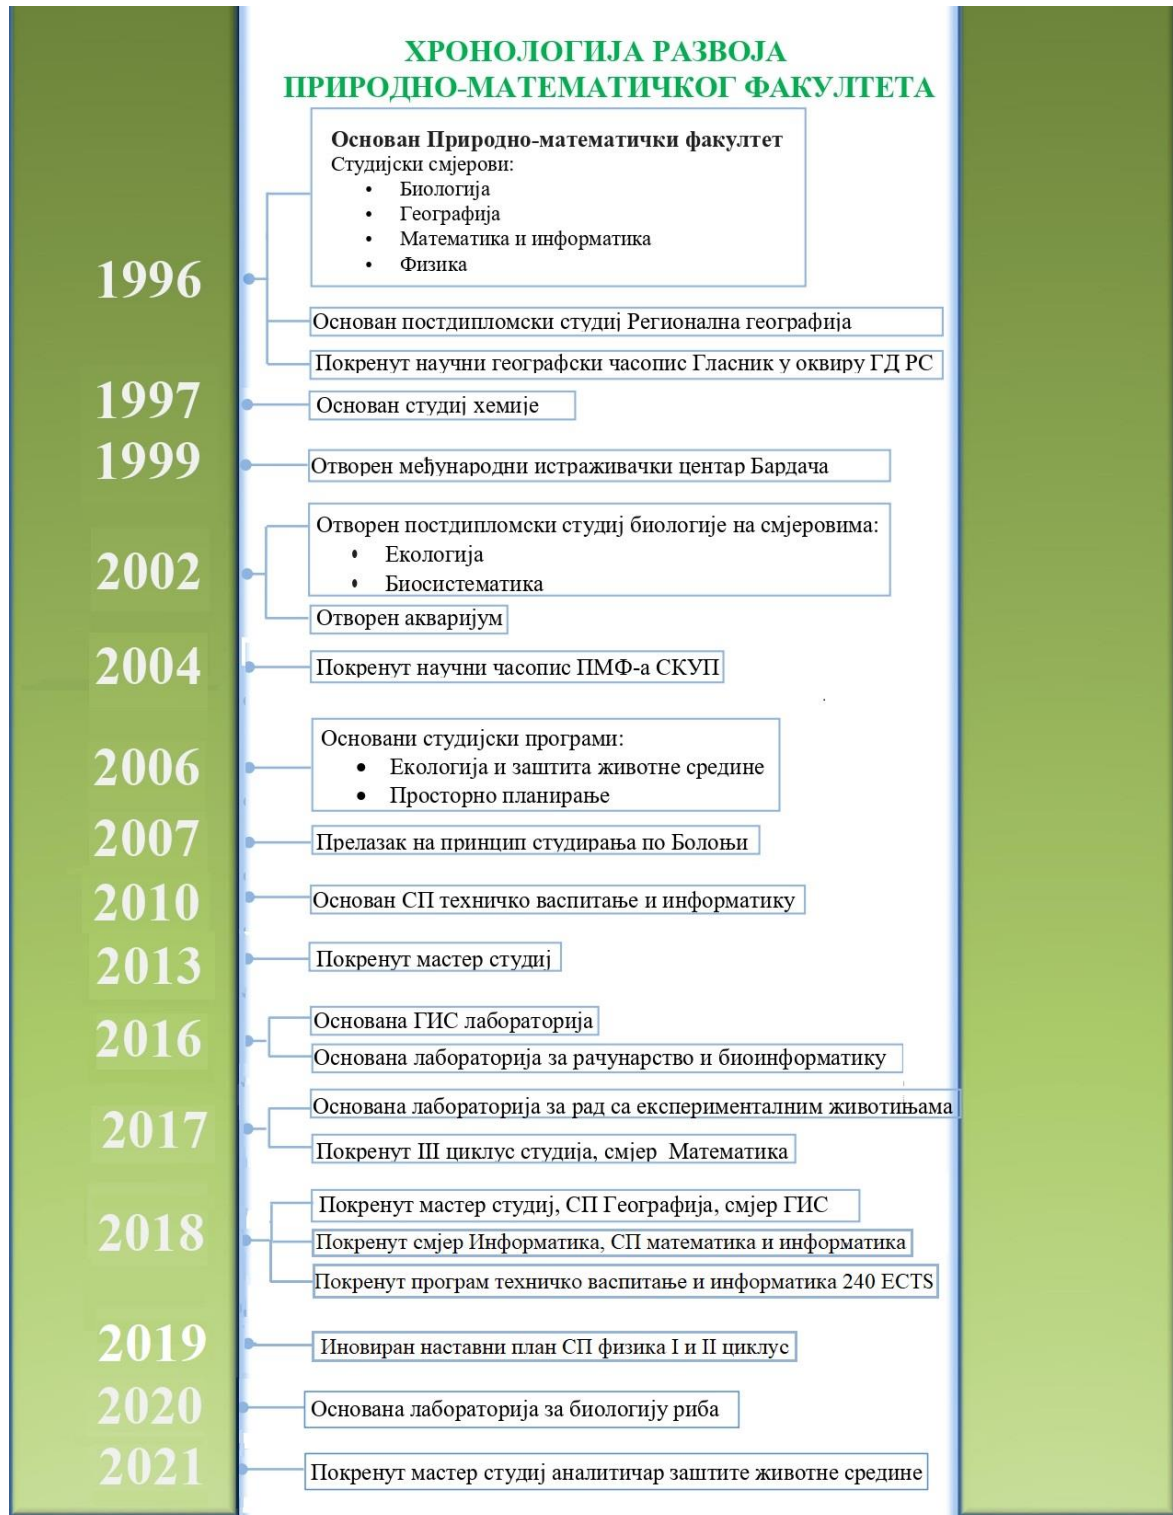 ХРОНОЛОГИЈА РАЗВОЈА
ПРИРОДНО-МАТЕМАТИЧКОГ ФАКУЛТЕТА
1996
Основан Природно-математички факултет
Студијски смјерови:
• Биологија
• Географија
• Математика и информатика
• Физика
Основан постдипломски студиј Регионална географија
Покренут научни географски часопис Гласник у оквиру ГД РС
1997
Основан студиј хемије
1999
Отворен међународни истраживачки центар Бардача
2002
Отворен постдипломски студиј биологије на смјеровима:
• Екологија
• Биосистематика
Отворен акваријум
2004
Покренут научни часопис ПМФ-а СКУП
2006
Основани студијски програми:
• Екологија и заштита животне средине
• Просторно планирање
2007
Прелазак на принцип студирања по Болоњи
2010
Основан СП техничко васпитање и информатику
2013
Покренут мастер студиј
2016
Основана ГИС лабораторија
Основана лабораторија за рачунарство и биоинформатику
2017
Основана лабораторија за рад са експерименталним животињама
Покренут III циклус студија, смјер Математика
2018
Покренут мастер студиј, СП Географија, смјер ГИС
Покренут смјер Информатика, СП математика и информатика
Покренут програм техничко васпитање и информатика 240 ECTS
2019
Иновиран наставни план СП физика I и II циклус
2020
Основана лабораторија за биологију риба
2021
Покренут мастер студиј аналитичар заштите животне средине